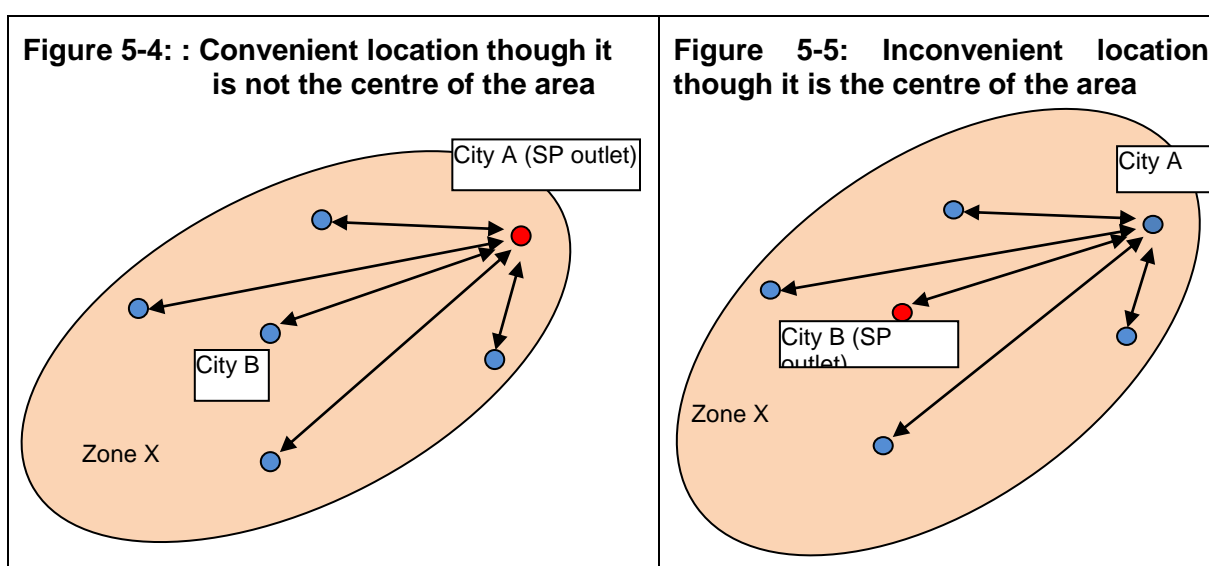 Figure 5-4: : Convenient location though it
is not the centre of the area
City A (SP outlet)
City B
Zone X
Figure 5-5: Inconvenient location
though it is the centre of the area
City A
City B (SP
outlet)
Zone X